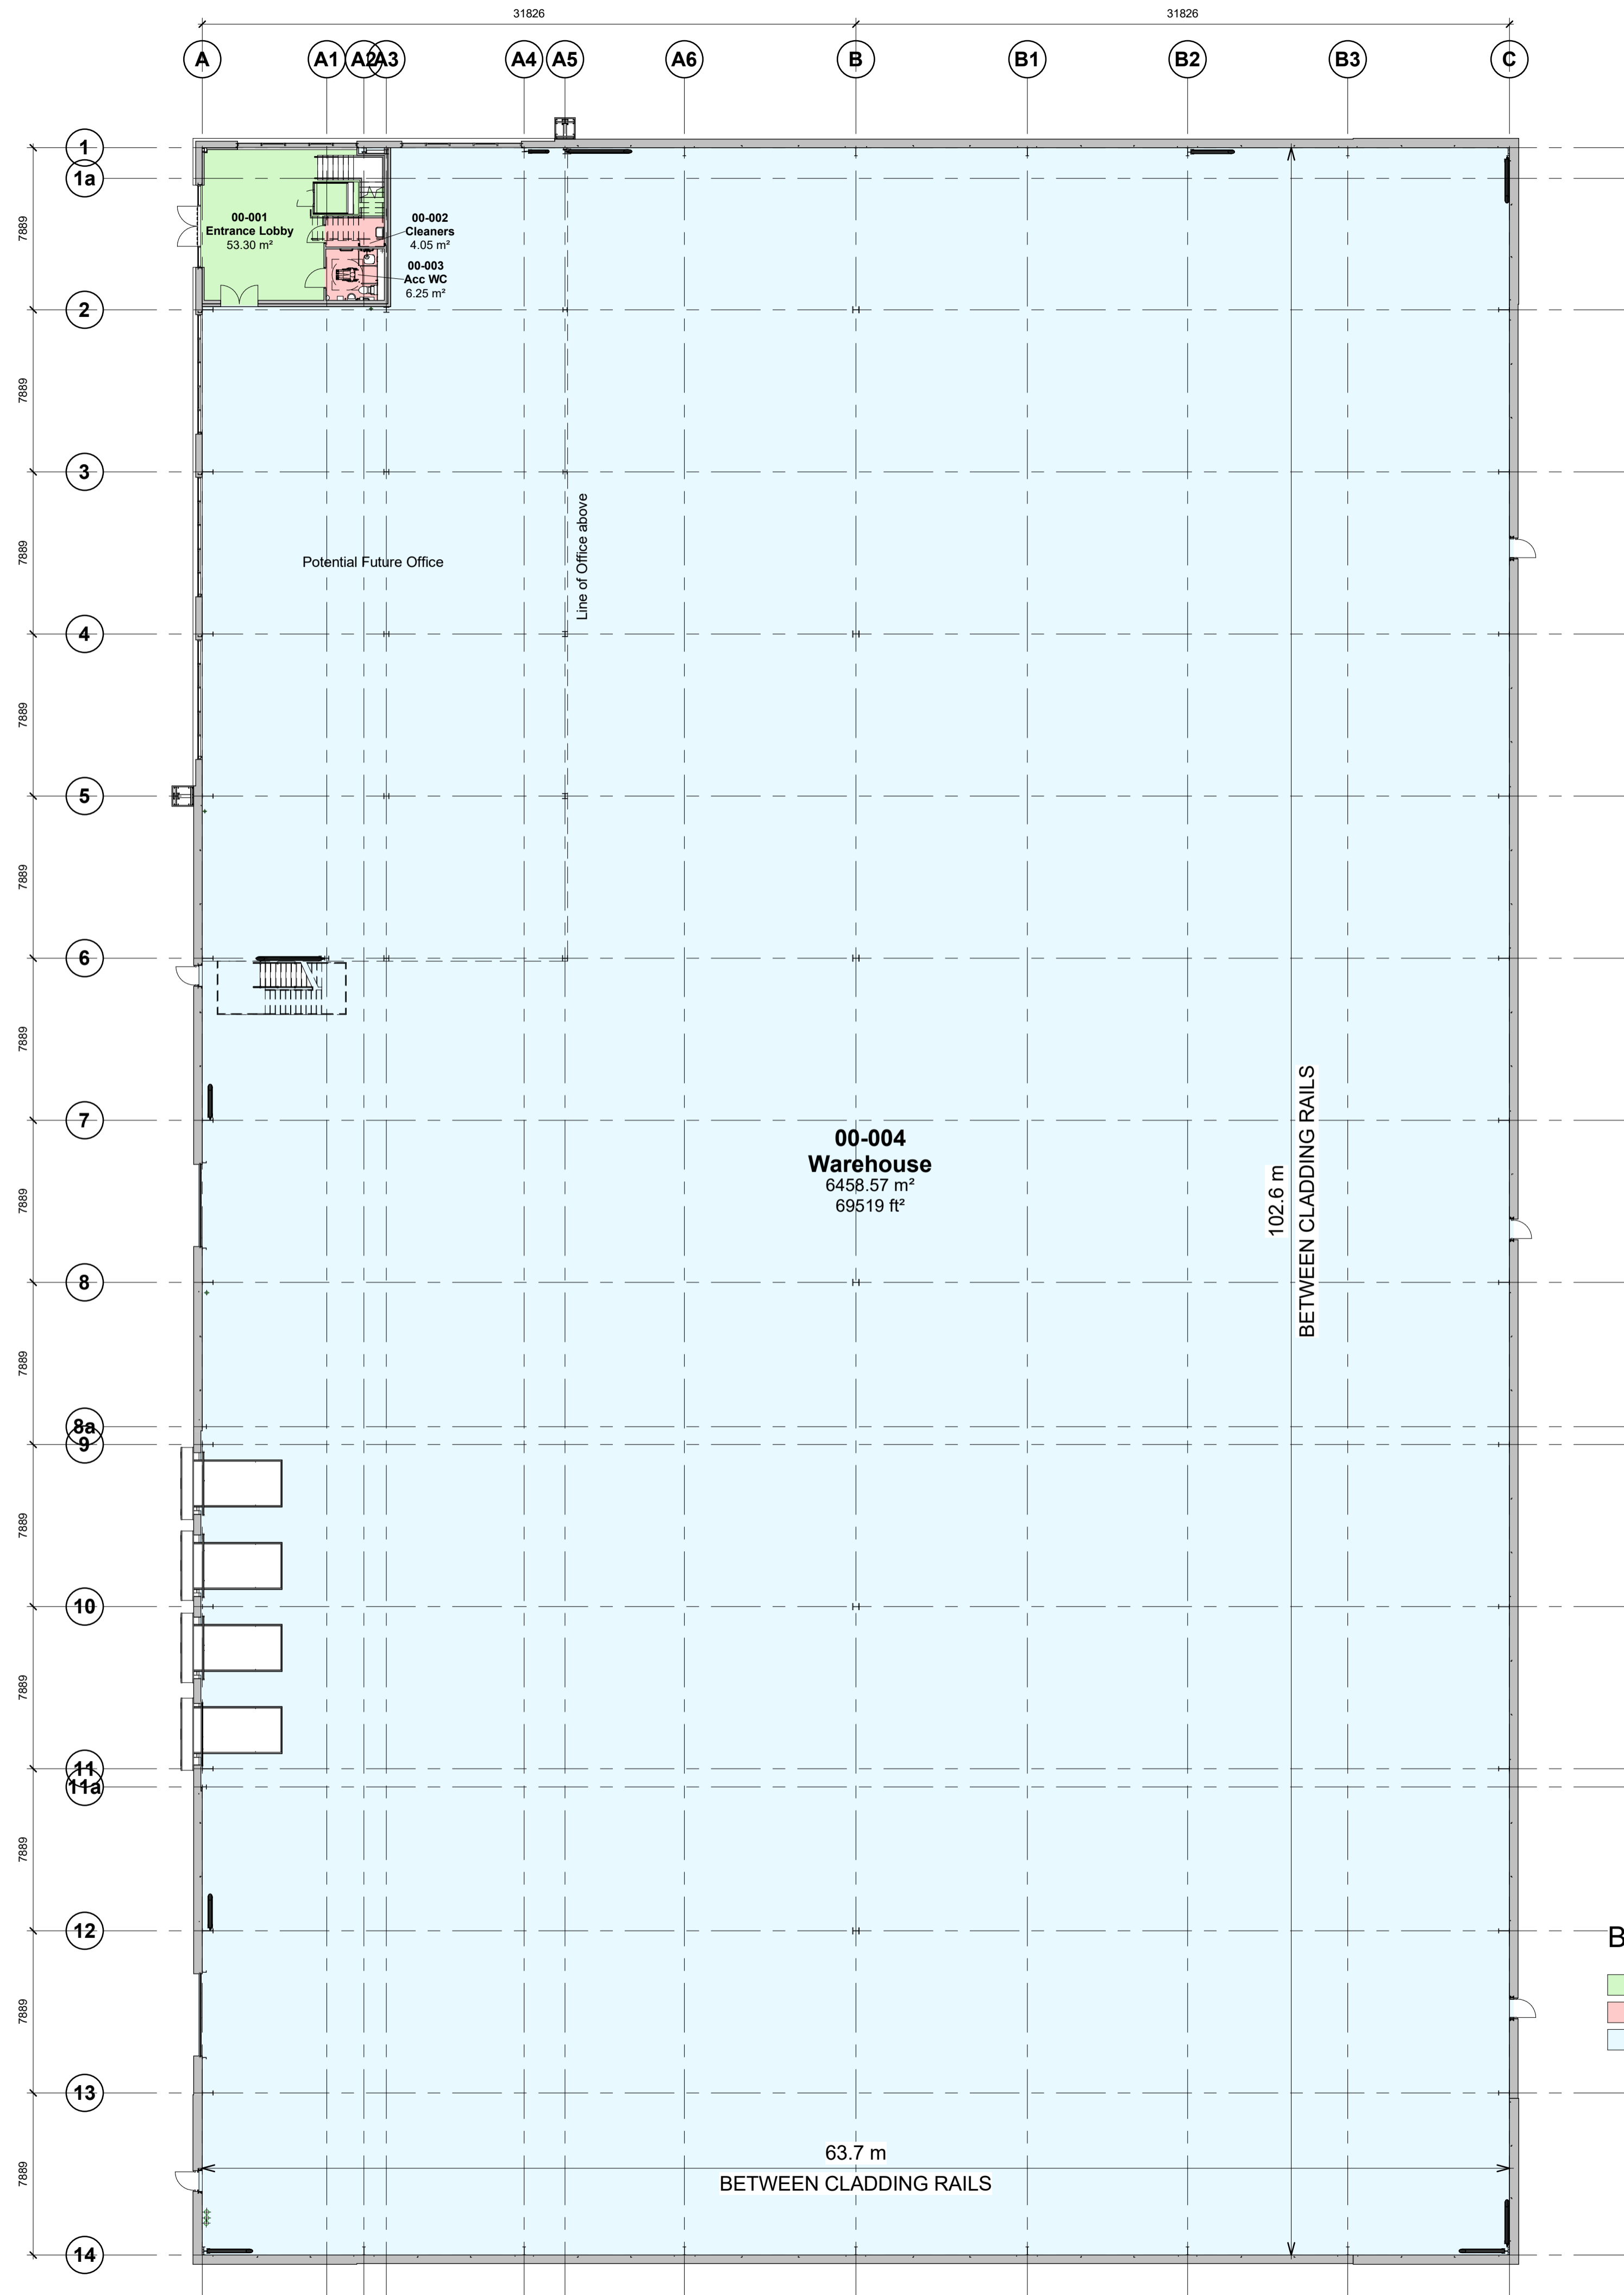 31826
31826
A
A1
A2
A3
A4
A5
A6
B
B1
B2
B3
C
1
1a
7889
00-001
Entrance Lobby
53.30 m²
00-002
Cleaners
4.05 m²
00-003
Acc WC
6.25 m²
2
7889
3
7889
Potential Future Office
Line of Office above
4
7889
5
7889
6
7889
7
00-004
Warehouse
6458.57 m²
69519 ft²
102.6 m
BETWEEN CLADDING RAILS
7889
8
7889
8a
9
7889
10
7889
11
11a
7889
12
B
7889
13
7889
63.7 m
BETWEEN CLADDING RAILS
14